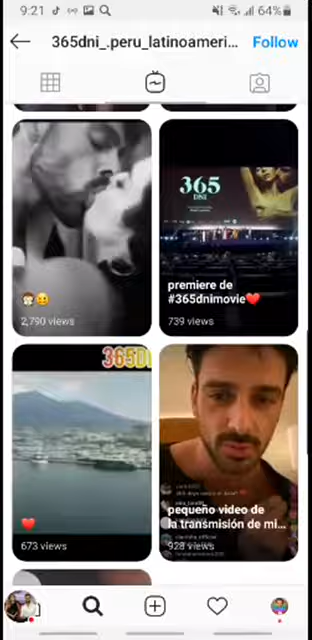 9:21
64%
365dni_.peru_latinoameri...
Follow
365
DNI
premiere de
#365dnimovie
2,790 views
739 views
365D
pequeño video de
la transmisión de mi...
673 views
928 views